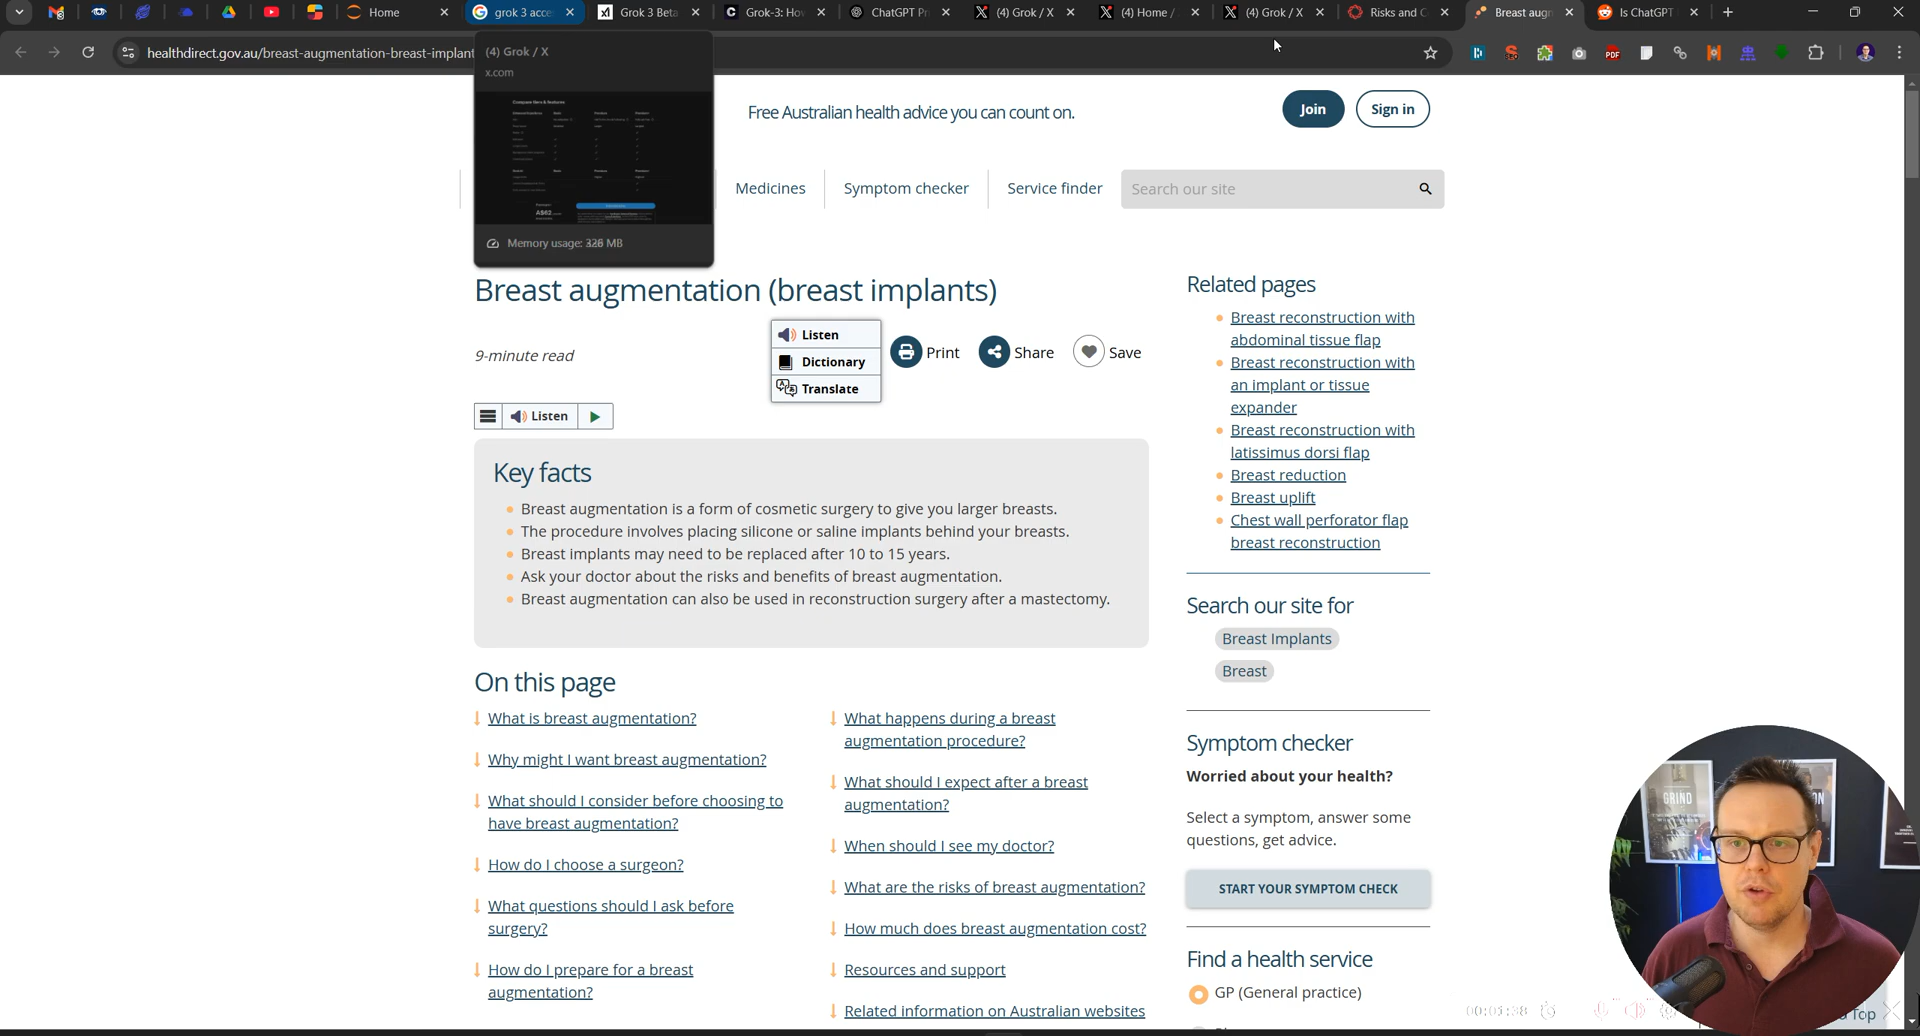 Home
grok 3 acce
Grok 3 Beta
Grok-3: Ho
ChatGPT Pr
(4) Grok / X
(4) Home /
(4) Grok / X
Risks and C
Breast aug
Is ChatGPT
healthdirect.gov.au/breast-augmentation-breast-implant
PDF
(4) Grok / X
x.com
Compare tiers & features
A$62
Memory usage: MB
Free Australian health advice you can count on.
Join
Sign in
Medicines
Symptom checker
Service finder
Search our site
Breast augmentation (breast implants)
9-minute read
Listen
Dictionary
Translate
Print
Share
Save
Listen
Key facts
Breast augmentation is a form of cosmetic surgery to give you larger breasts.
The procedure involves placing silicone or saline implants behind your breasts.
Breast implants may need to be replaced after 10 to 15 years.
Ask your doctor about the risks and benefits of breast augmentation.
Breast augmentation can also be used in reconstruction surgery after a mastectomy.
On this page
What is breast augmentation?
Why might I want breast augmentation?
What should I consider before choosing to
have breast augmentation?
How do I choose a surgeon?
What questions should I ask before
surgery?
How do I prepare for a breast
augmentation?
What happens during a breast
augmentation procedure?
What should I expect after a breast
augmentation?
When should I see my doctor?
What are the risks of breast augmentation?
How much does breast augmentation cost?
Resources and support
Related information on Australian websites
Related pages
Breast reconstruction with
abdominal tissue flap
Breast reconstruction with
an implant or tissue
expander
Breast reconstruction with
latissimus dorsi flap
Breast reduction
Breast uplift
Chest wall perforator flap
breast reconstruction
Search our site for
Breast Implants
Breast
Symptom checker
Worried about your health?
Select a symptom, answer some
questions, get advice.
START YOUR SYMPTOM CHECK
Find a health service
GP (General practice)
GRIND
00:01:38
Top